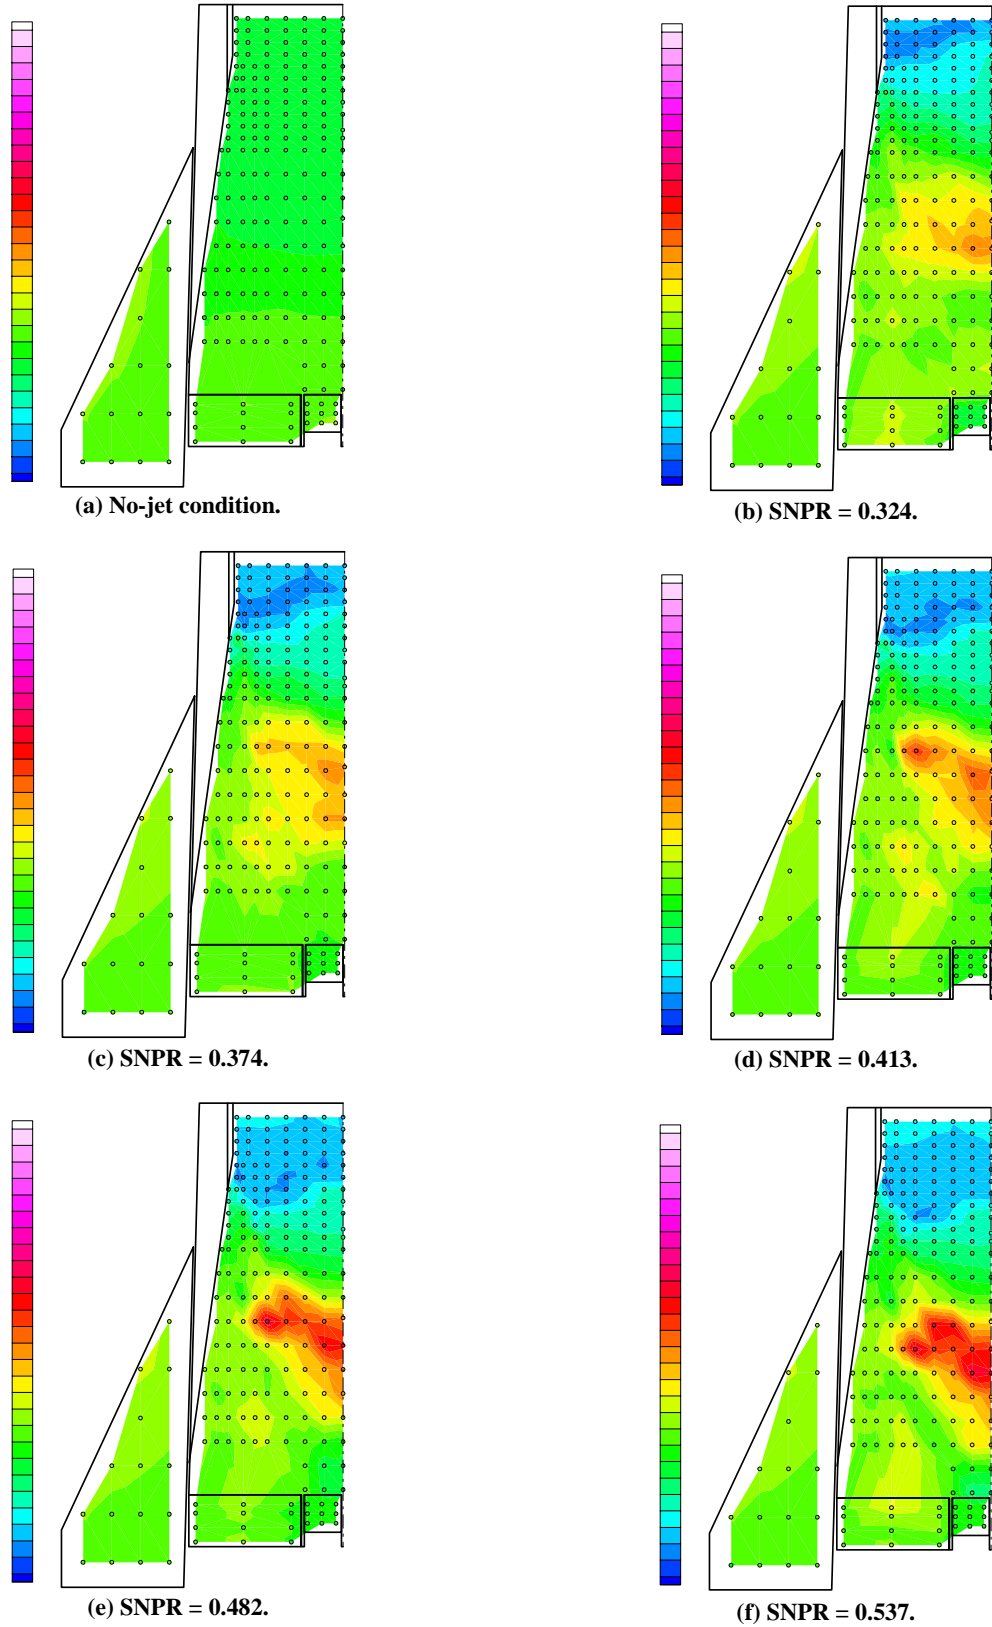 (a) No-jet condition.
(b) SNPR = 0.324.
(c) SNPR = 0.374.
(d) SNPR = 0.413.
(e) SNPR = 0.482.
(f) SNPR = 0.537.